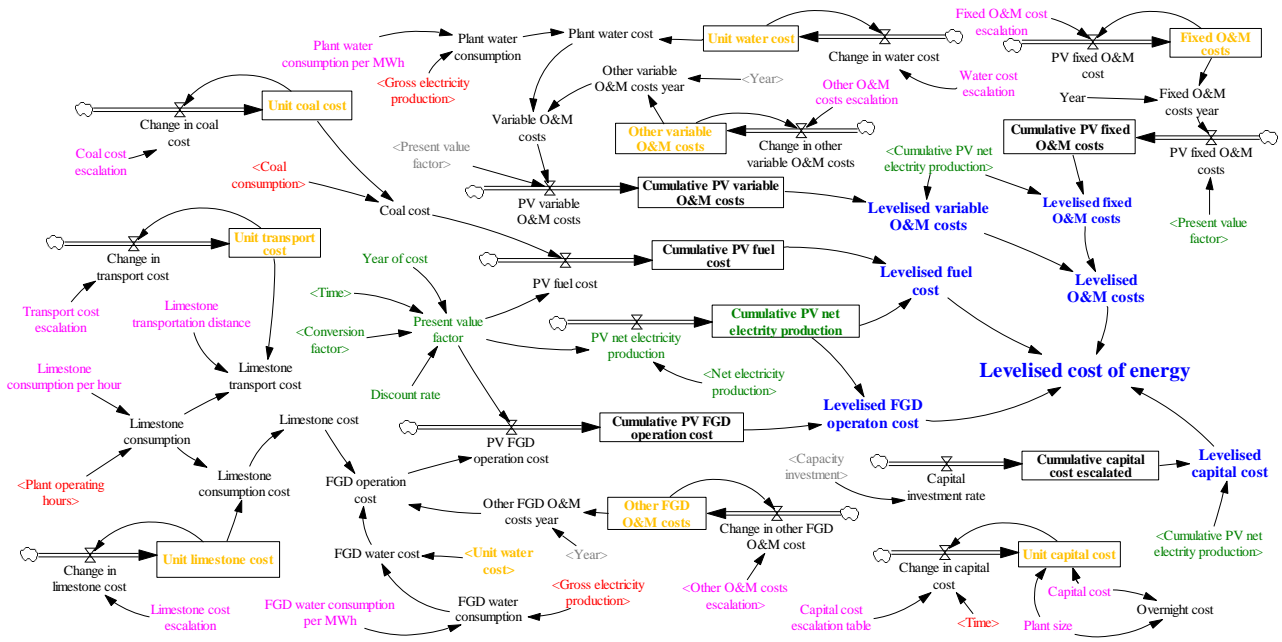 Plant water
consumption per MWh
<Gross electricity
production>
Plant water
consumption
Plant water cost
Unit water cost
Change in water cost
Water cost
escalation
Fixed O&M cost
escalation
PV fixed O&M
cost
Fixed O&M
costs
Year
Fixed O&M
costs year
Unit coal cost
Change in coal
cost
Coal cost
escalation
<Coal
consumption>
Coal cost
Other variable
O&M costs year
<Year>
Other O&M
costs escalation
Variable O&M
costs
Other variable
O&M costs
Change in other
variable O&M costs
Cumulative PV fixed
O&M costs
PV fixed O&M
costs
<Present value
factor>
<Present value
factor>
PV variable
O&M costs
Cumulative PV variable
O&M costs
<Cumulative PV net
electrity production>
Levelised variable
O&M costs
Levelised fixed
O&M costs
Unit transport
cost
Change in
transport cost
Transport cost
escalation
Limestone
transportation distance
Limestone
transport cost
Year of cost
<Time>
<Conversion
factor>
Present value
factor
Discount rate
PV fuel cost
Cumulative PV fuel
cost
Levelised fuel
cost
Levelised
O&M costs
PV net electricity
production
Cumulative PV net
electrity production
<Net electricity
production>
Levelised cost of energy
Limestone
consumption per hour
Limestone
consumption
<Plant operating
hours>
Limestone
consumption cost
Limestone cost
PV FGD
operation cost
Cumulative PV FGD
operation cost
Levelised FGD
operaton cost
<Capacity
investment>
Capital
investment rate
Cumulative capital
cost escalated
Levelised
capital cost
<Cumulative PV net
electrity production>
FGD operation
cost
Other FGD O&M
costs year
<Year>
Other FGD
O&M costs
Change in other FGD
O&M cost
<Other O&M costs
escalation>
Unit limestone cost
Change in
limestone cost
Limestone cost
escalation
FGD water cost
<Unit water
cost>
FGD water consumption
per MWh
FGD water
consumption
<Gross electricity
production>
Unit capital cost
Change in capital
cost
Capital cost
escalation table
<Time>
Capital cost
Plant size
Overnight cost